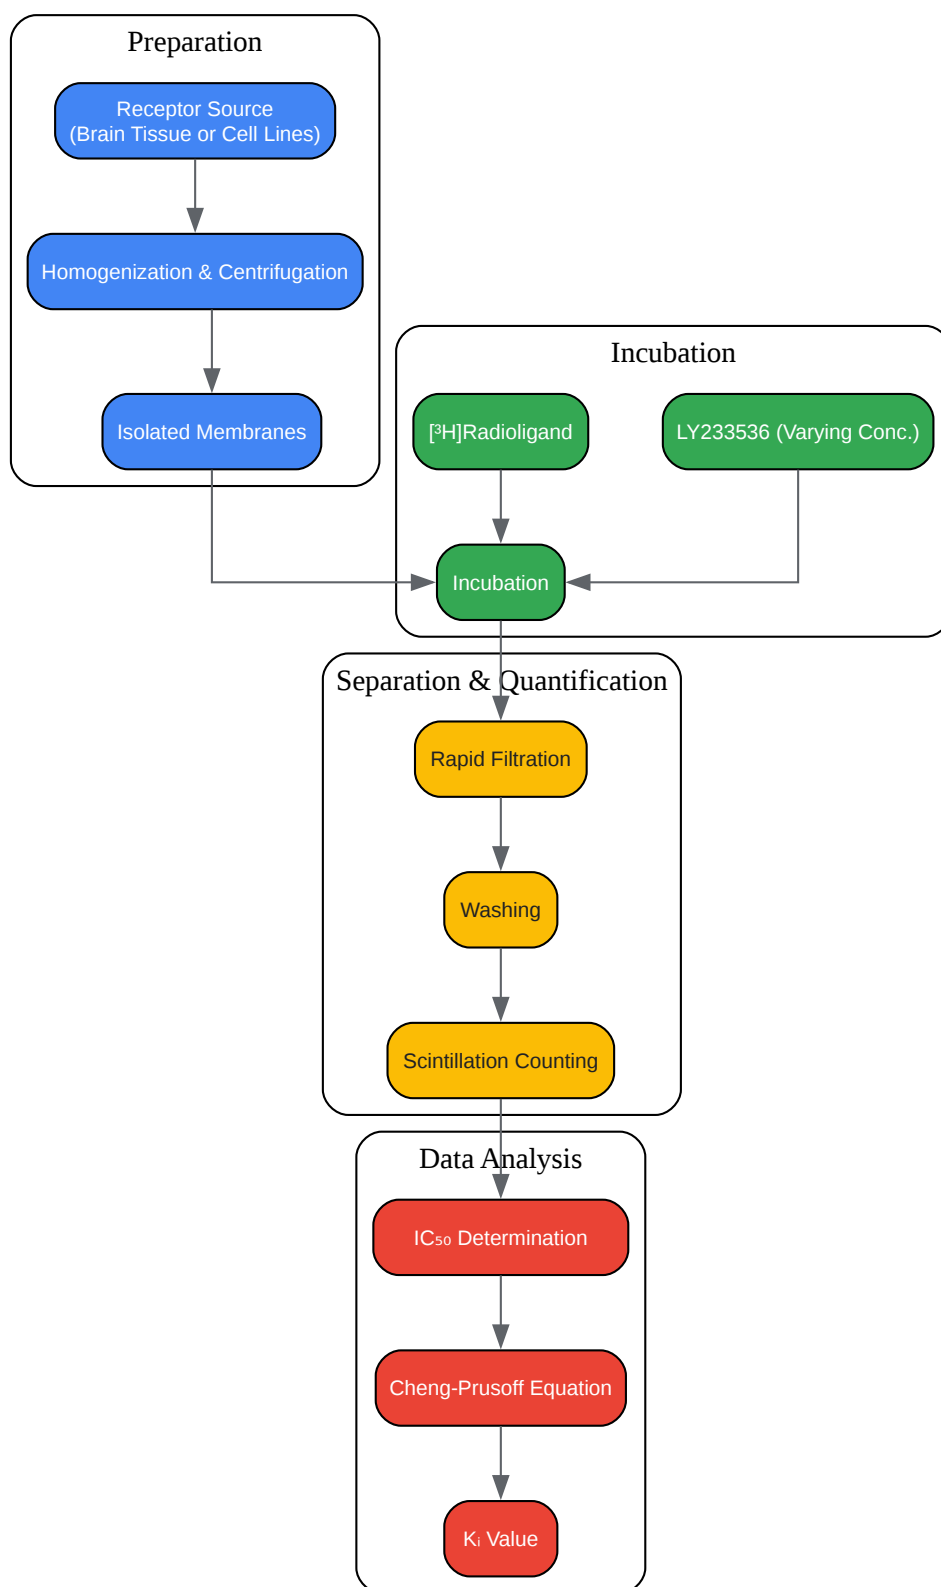 Preparation
Receptor Source
(Brain Tissue or Cell Lines)
Homogenization & Centrifugation
Isolated Membranes
Incubation
[³H]Radioligand
LY233536 (Varying Conc.)
Incubation
Separation & Quantification
Rapid Filtration
Washing
Scintillation Counting
Data Analysis
IC₅₀ Determination
Cheng-Prusoff Equation
Kᵢ Value